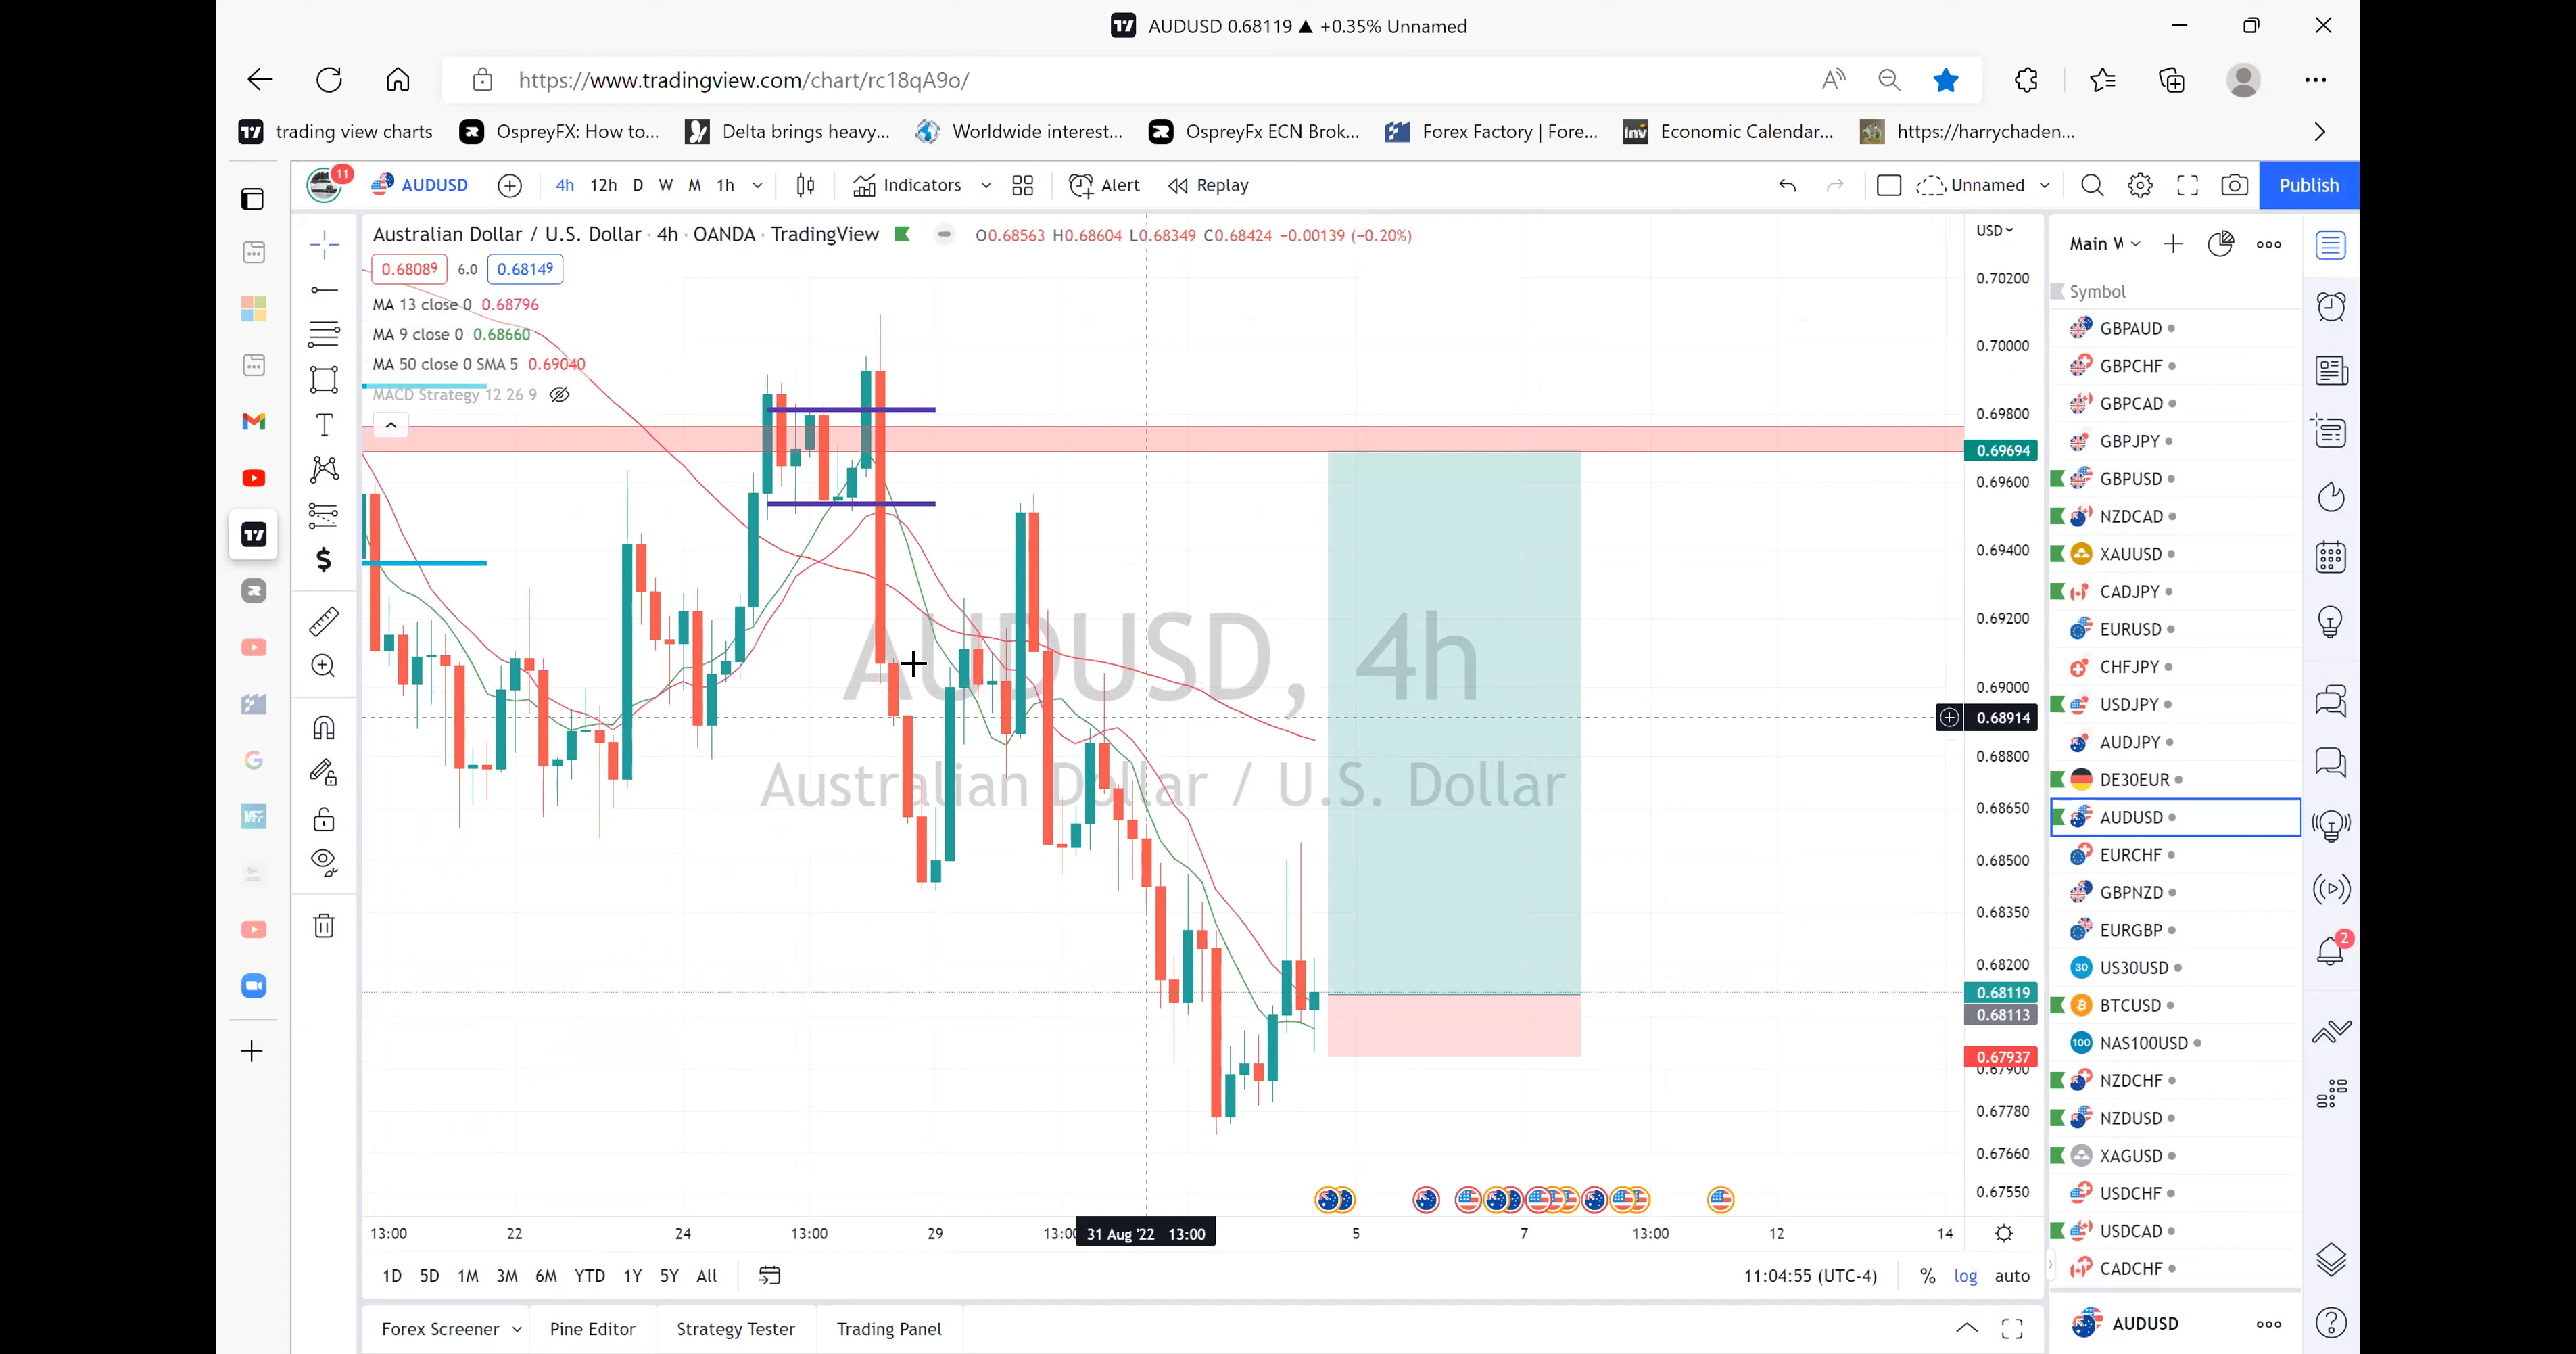 AUDUSD 0.68119 ▲ +0.35% Unnamed
https://www.tradingview.com/chart/rc18qA9o/
trading view charts OspreyFX: How to... Delta brings heavy... Worldwide interest... OspreyFx ECN Brok... Forex Factory | Fore... Inv Economic Calendar... https://harrychaden...
11 AUDUSD 4h 12h D W M 1h Indicators Alert Replay Unnamed Publish
Australian Dollar / U.S. Dollar · 4h · OANDA · TradingView O0.68563 H0.68604 L0.68349 C0.68424 −0.00139 (−0.20%)
USD
0.68089 6.0 0.68149
MA 13 close 0 0.68796
MA 9 close 0 0.68660
MA 50 close 0 SMA 5 0.69040
MACD Strategy 12 26 9
AUDUSD, 4h
Australian Dollar / U.S. Dollar
0.70200
0.70000
0.69800
0.69694
0.69600
0.69400
0.69200
0.69000
0.68914
0.68800
0.68650
0.68500
0.68350
0.68200
0.68119
0.68113
0.67937
0.67900
0.67780
0.67660
0.67550
13:00 22 24 13:00 29 13:00 31 Aug '22 13:00 5 7 13:00 12 14
1D 5D 1M 3M 6M YTD 1Y 5Y All 11:04:55 (UTC-4) % log auto
Forex Screener Pine Editor Strategy Tester Trading Panel
Main W
Symbol
GBPAUD
GBPCHF
GBPCAD
GBPJPY
GBPUSD
NZDCAD
XAUUSD
CADJPY
EURUSD
CHFJPY
USDJPY
AUDJPY
DE30EUR
AUDUSD
EURCHF
GBPNZD
EURGBP
30 US30USD
BTCUSD
100 NAS100USD
NZDCHF
NZDUSD
XAGUSD
USDCHF
USDCAD
CADCHF
AUDUSD
2